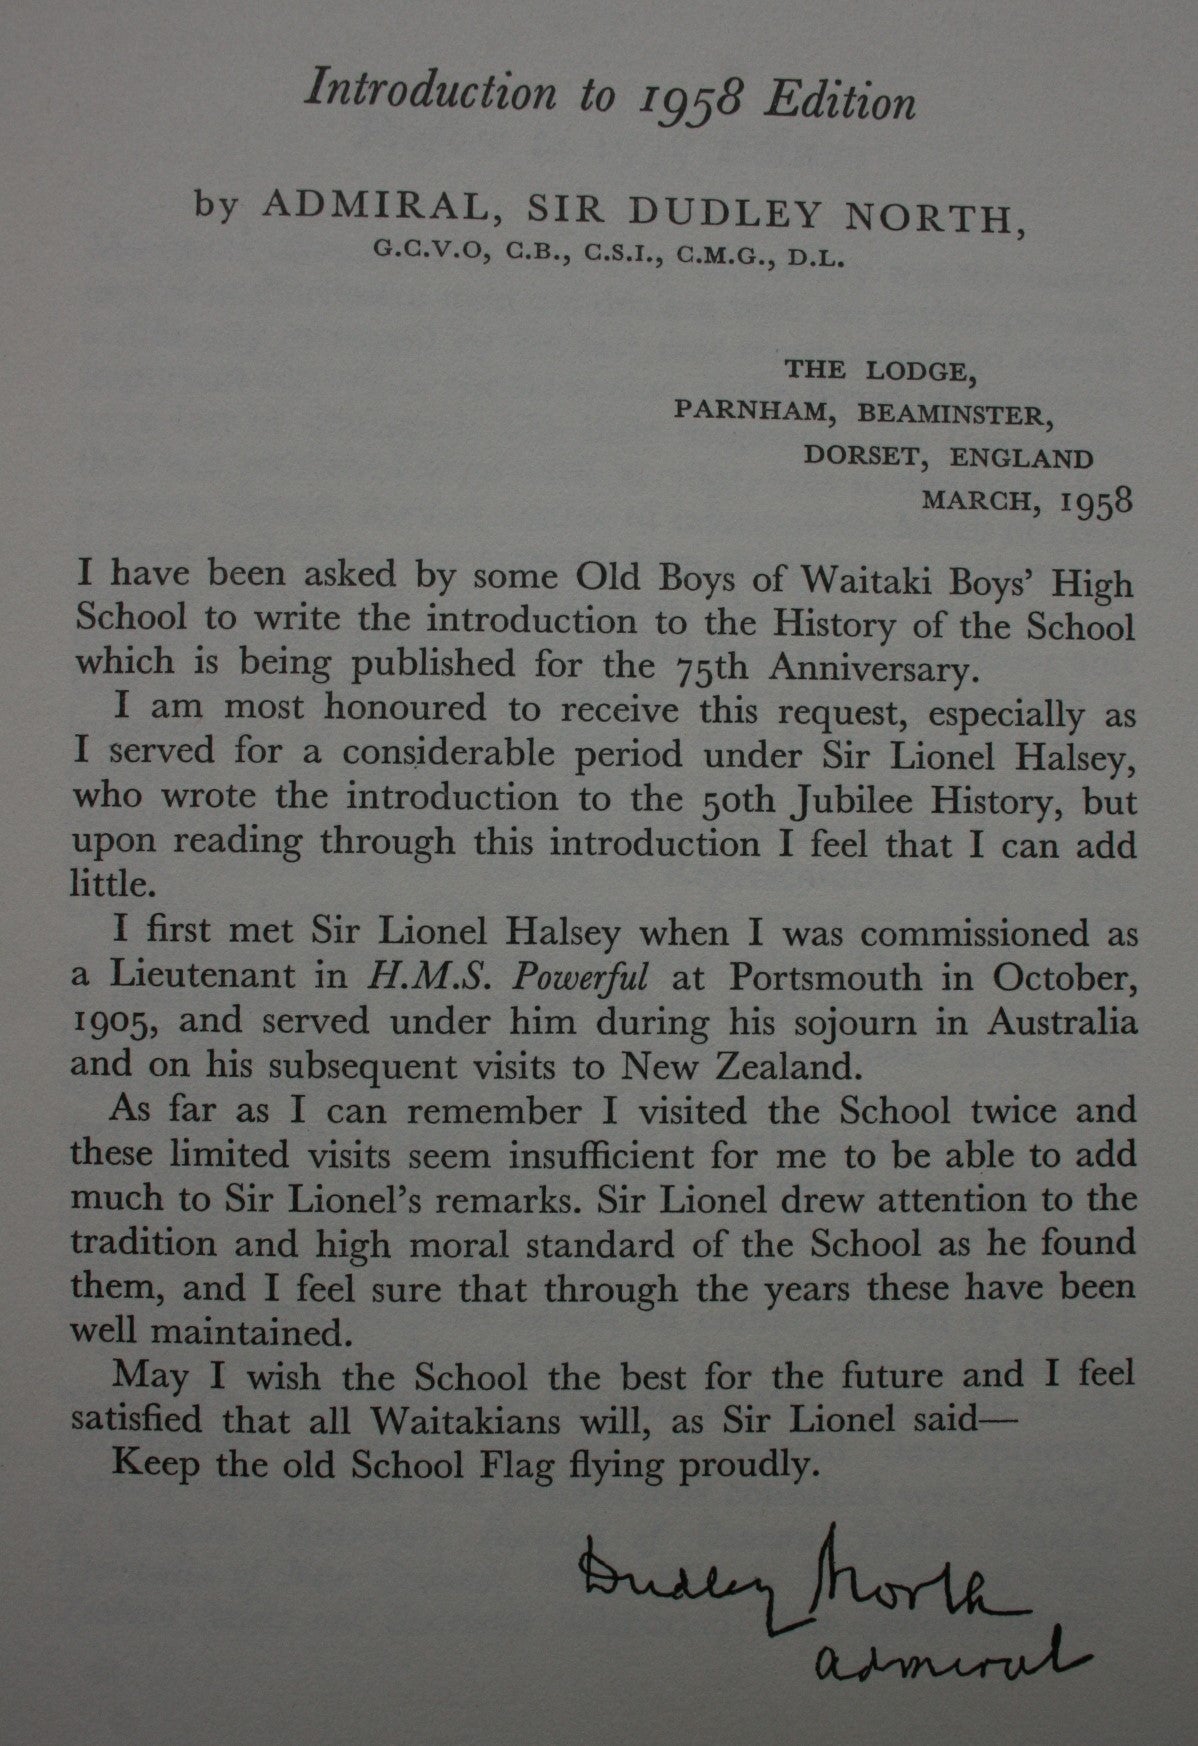 Introduction to 1958 Edition
by ADMIRAL, SIR DUDLEY NORTH,
G.C.V.O, C.B., C.S.I., C.M.G., D.L.
THE LODGE,
PARNHAM, BEAMINSTER,
DORSET, ENGLAND
MARCH, 1958
I have been asked by some Old Boys of Waitaki Boys' High
School to write the introduction to the History of the School
which is being published for the 75th Anniversary.
I am most honoured to receive this request, especially as
I served for a considerable period under Sir Lionel Halsey,
who wrote the introduction to the 50th Jubilee History, but
upon reading through this introduction I feel that I can add
little.
I first met Sir Lionel Halsey when I was commissioned as
a Lieutenant in H.M.S. Powerful at Portsmouth in October,
1905, and served under him during his sojourn in Australia
and on his subsequent visits to New Zealand.
As far as I can remember I visited the School twice and
these limited visits seem insufficient for me to be able to add
much to Sir Lionel's remarks. Sir Lionel drew attention to the
tradition and high moral standard of the School as he found
them, and I feel sure that through the years these have been
well maintained.
May I wish the School the best for the future and I feel
satisfied that all Waitakians will, as Sir Lionel said—
Keep the old School Flag flying proudly.
Dudley North
admiral